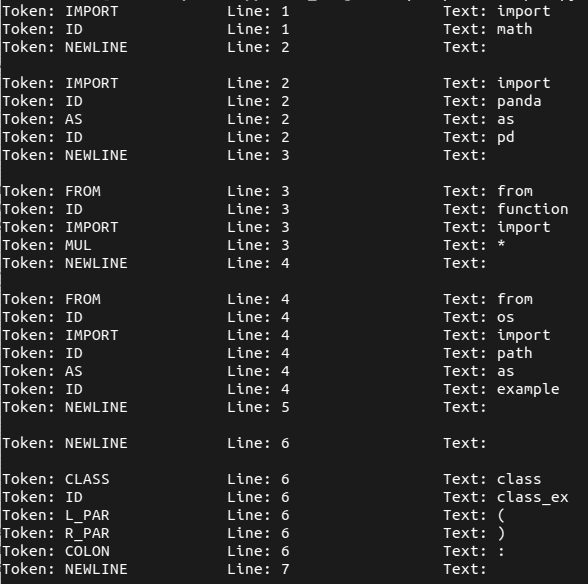 Token: IMPORT Line: 1 Text: import
Token: ID Line: 1 Text: math
Token: NEWLINE Line: 2 Text:
Token: IMPORT Line: 2 Text: import
Token: ID Line: 2 Text: panda
Token: AS Line: 2 Text: as
Token: ID Line: 2 Text: pd
Token: NEWLINE Line: 3 Text:
Token: FROM Line: 3 Text: from
Token: ID Line: 3 Text: function
Token: IMPORT Line: 3 Text: import
Token: MUL Line: 3 Text: *
Token: NEWLINE Line: 4 Text:
Token: FROM Line: 4 Text: from
Token: ID Line: 4 Text: os
Token: IMPORT Line: 4 Text: import
Token: ID Line: 4 Text: path
Token: AS Line: 4 Text: as
Token: ID Line: 4 Text: example
Token: NEWLINE Line: 5 Text:
Token: NEWLINE Line: 6 Text:
Token: CLASS Line: 6 Text: class
Token: ID Line: 6 Text: class_ex
Token: L_PAR Line: 6 Text: (
Token: R_PAR Line: 6 Text: )
Token: COLON Line: 6 Text: :
Token: NEWLINE Line: 7 Text: